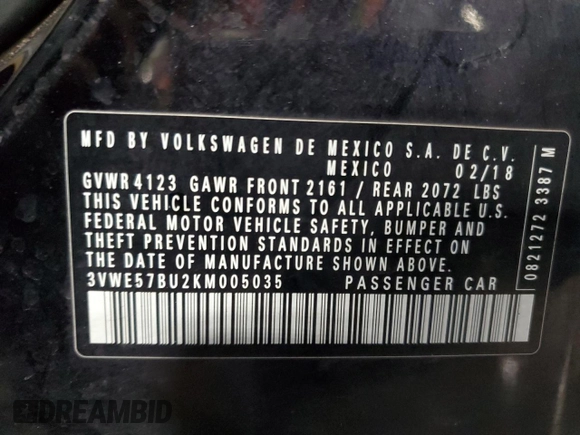 MFD BY VOLKSWAGEN DE MEXICO S.A. DE C.V.
MEXICO 02/18
GVWR 4123 GAWR FRONT 2161 / REAR 2072 LBS
THIS VEHICLE CONFORMS TO ALL APPLICABLE U.S.
FEDERAL MOTOR VEHICLE SAFETY, BUMPER AND
THEFT PREVENTION STANDARDS IN EFFECT ON
THE DATE OF MANUFACTURE SHOWN ABOVE.
3VWE57BU2KM005035 PASSENGER CAR
0821272 3387 M
DREAMBID